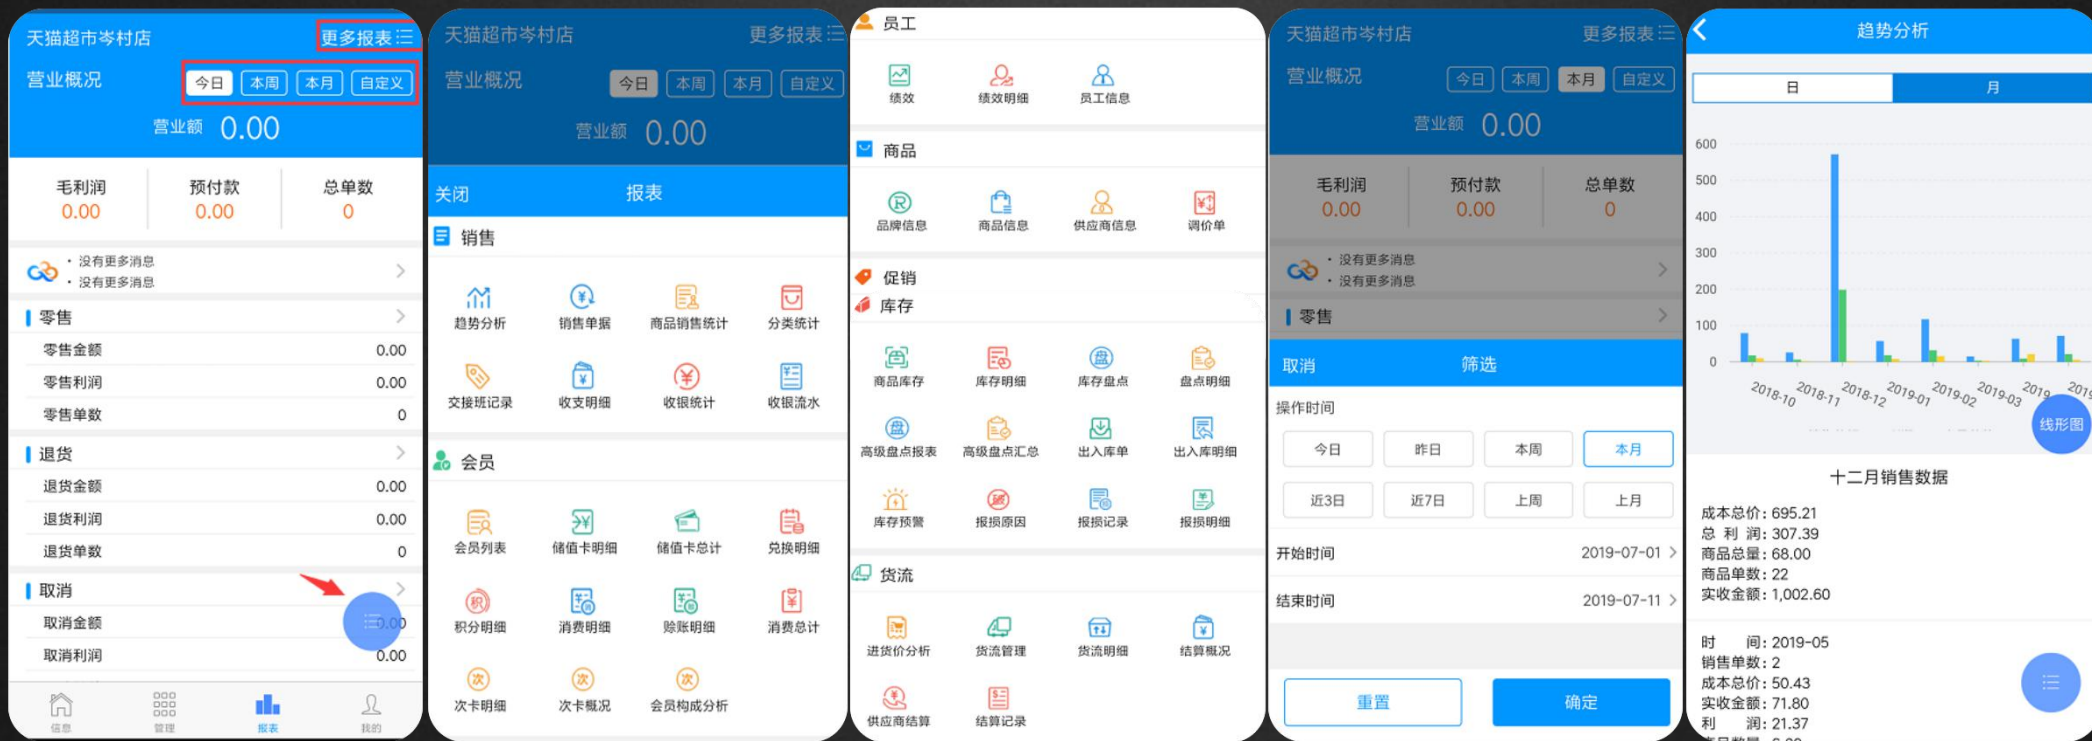 天猫超市岑村店
更多报表
营业概况
今日 本周 本月 自定义
营业额 0.00
毛利润 预付款 总单数
0.00 0.00 0
· 没有更多消息
· 没有更多消息
零售
零售金额 0.00
零售利润 0.00
零售单数 0
退货
退货金额 0.00
退货利润 0.00
退货单数 0
取消
取消金额 0.00
取消利润 0.00
信息 管理 报表 我的
天猫超市岑村店
更多报表
营业概况
今日 本周 本月 自定义
营业额 0.00
关闭 报表
销售
趋势分析 销售单据 商品销售统计 分类统计
交接班记录 收支明细 收银统计 收银流水
会员
会员列表 储值卡明细 储值卡总计 兑换明细
积分明细 消费明细 赊账明细 消费总计
次卡明细 次卡概况 会员构成分析
员工
绩效 绩效明细 员工信息
商品
品牌信息 商品信息 供应商信息 调价单
促销
库存
商品库存 库存明细 库存盘点 盘点明细
高级盘点报表 高级盘点汇总 出入库单 出入库明细
库存预警 报损原因 报损记录 报损明细
货流
进货价分析 货流管理 货流明细 结算概况
供应商结算 结算记录
天猫超市岑村店
更多报表
营业概况
今日 本周 本月 自定义
营业额 0.00
毛利润 预付款 总单数
0.00 0.00 0
· 没有更多消息
· 没有更多消息
零售
取消 筛选
操作时间
今日 昨日 本周 本月
近3日 近7日 上周 上月
开始时间 2019-07-01
结束时间 2019-07-11
重置 确定
趋势分析
日 月
600
500
400
300
200
100
0
2018-10 2018-11 2018-12 2019-01 2019-02 2019-03 2019 2019
线形图
十二月销售数据
成本总价: 695.21
总 利 润: 307.39
商品总量: 68.00
商品单数: 22
实收金额: 1,002.60
时 间: 2019-05
销售单数: 2
成本总价: 50.43
实收金额: 71.80
利 润: 21.37